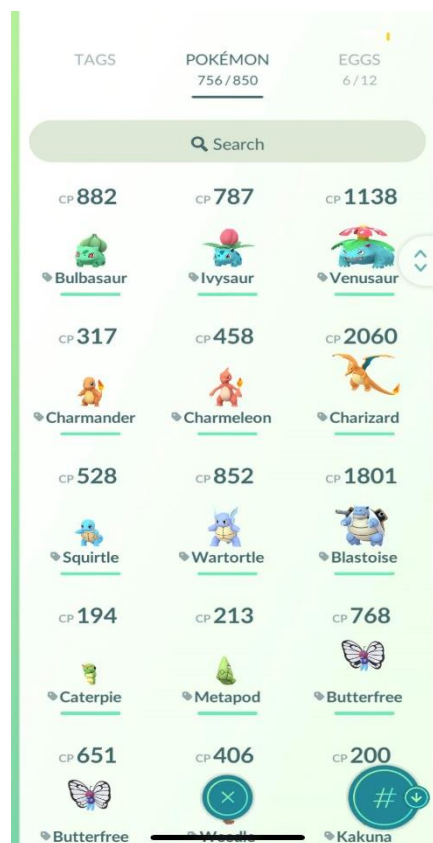 TAGS POKÉMON EGGS
756 / 850 6 / 12
Search
CP 882 CP 787 CP 1138
Bulbasaur Ivysaur Venusaur
CP 317 CP 458 CP 2060
Charmander Charmeleon Charizard
CP 528 CP 852 CP 1801
Squirtle Wartortle Blastoise
CP 194 CP 213 CP 768
Caterpie Metapod Butterfree
CP 651 CP 406 CP 200
#
Butterfree Weedle Kakuna